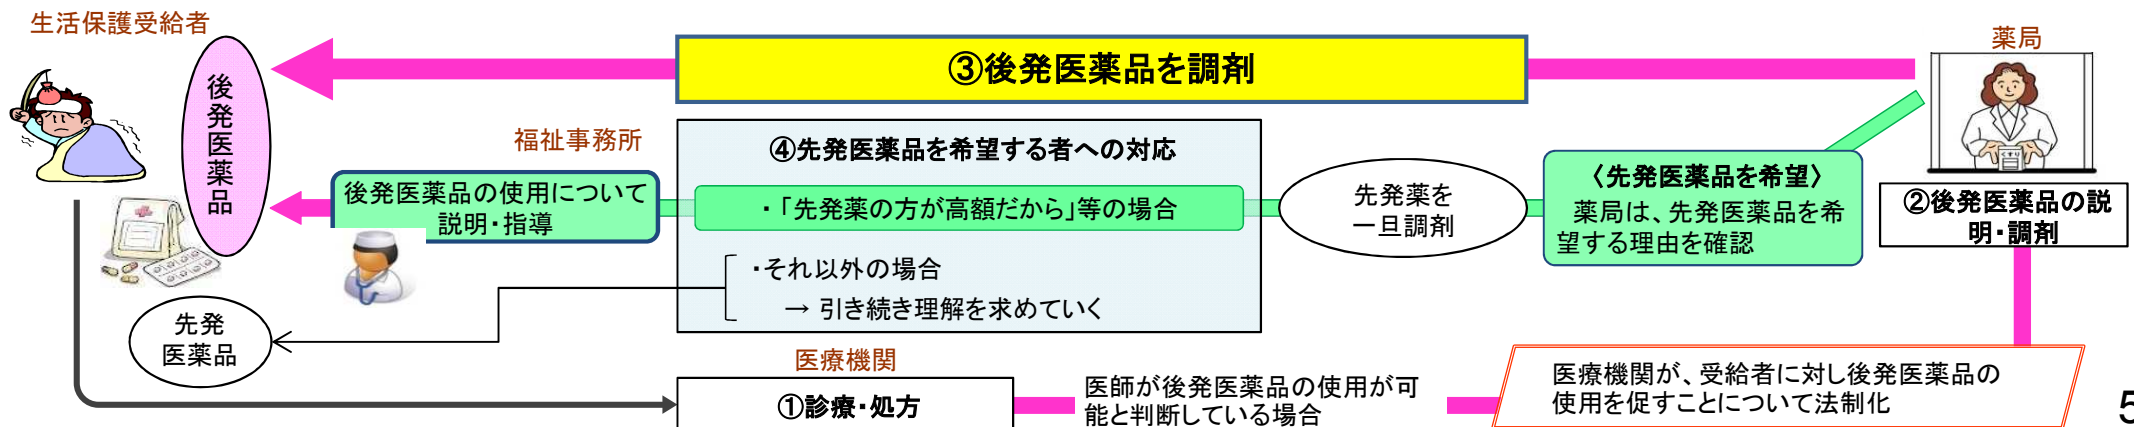 生活保護受給者
後発医薬品
③後発医薬品を調剤
薬局
福祉事務所
④先発医薬品を希望する者への対応
後発医薬品の使用について
説明・指導
・「先発薬の方が高額だから」等の場合
先発薬を
一旦調剤
〈先発医薬品を希望〉
薬局は、先発医薬品を希
望する理由を確認
②後発医薬品の説
明・調剤
・それ以外の場合
→ 引き続き理解を求めていく
先発
医薬品
医療機関
①診療・処方
医師が後発医薬品の使用が可
能と判断している場合
医療機関が、受給者に対し後発医薬品の
使用を促すことについて法制化
5